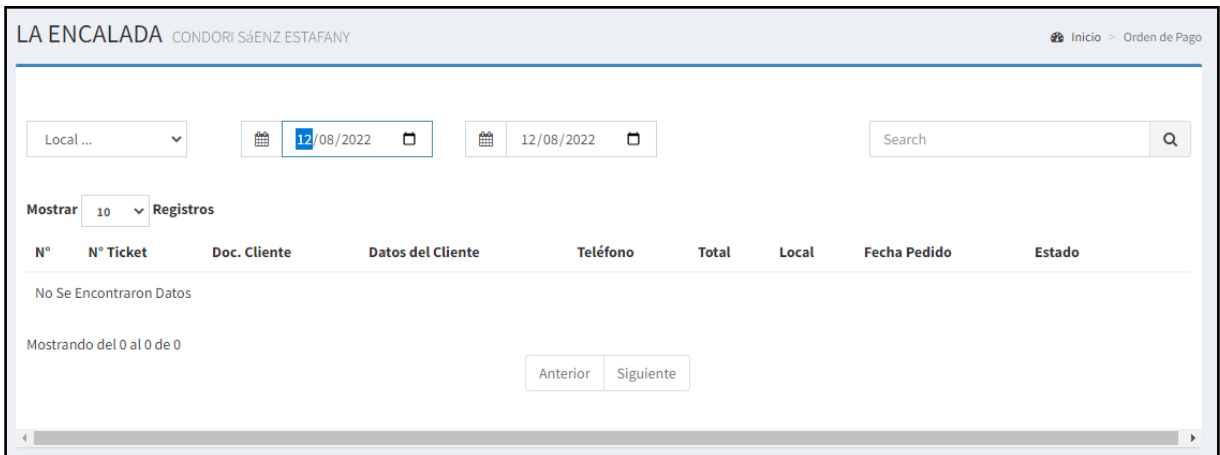 LA ENCALADA CONDORI SáENZ ESTAFANY Inicio > Orden de Pago
Local ... 12/08/2022 12/08/2022 Search
Mostrar 10 Registros
N° N° Ticket Doc. Cliente Datos del Cliente Teléfono Total Local Fecha Pedido Estado
No Se Encontraron Datos
Mostrando del 0 al 0 de 0
Anterior Siguiente